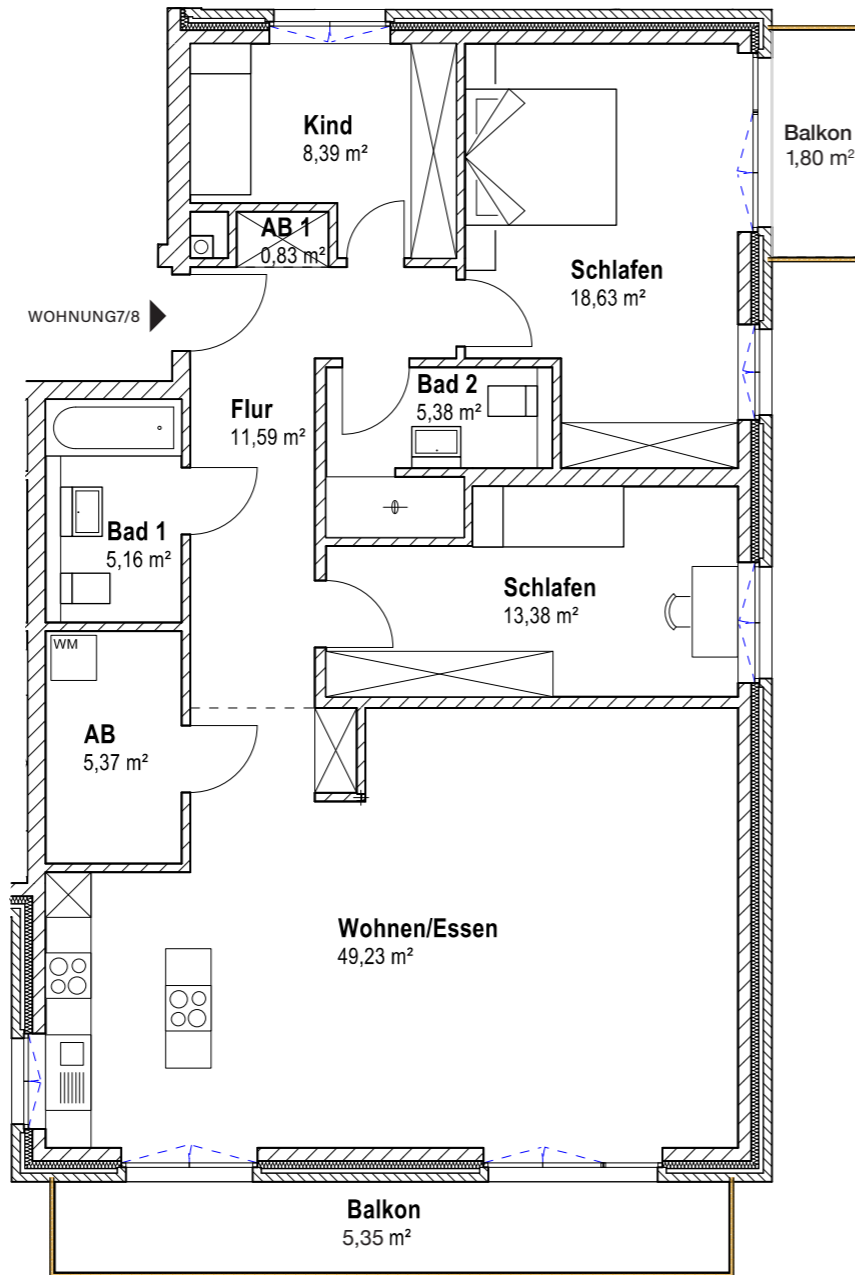 Kind
8,39 m²
Balkon
1,80 m²
AB 1
0,83 m²
Schlafen
18,63 m²
WOHNUNG7/8
Bad 2
5,38 m²
Flur
11,59 m²
Bad 1
5,16 m²
Schlafen
13,38 m²
WM
AB
5,37 m²
Wohnen/Essen
49,23 m²
Balkon
5,35 m²